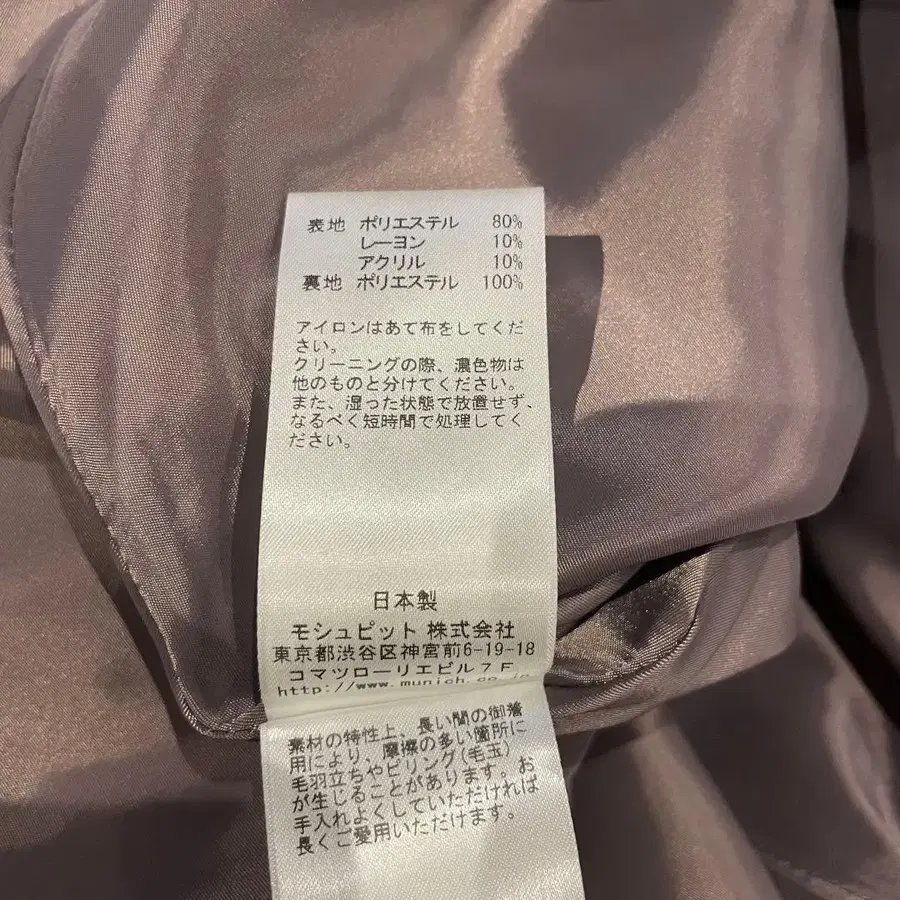 表地 ポリエステル 80%
レーヨン 10%
アクリル 10%
裏地 ポリエステル 100%
アイロンはあて布をしてくだ
さい。
クリーニングの際、濃色物は
他のものと分けてください。
また、湿った状態で放置せず、
なるべく短時間で処理してく
ださい。
日本製
モシュピット 株式会社
東京都渋谷区神宮前6-19-18
コマツローリエビル7F
http://www.munich.co.jp
素材の特性上、長い間の御着
用により、摩擦の多い箇所に
毛羽立ちやピリング(毛玉)
が生じることがあります。お
手入れよくしていただければ
長くご愛用いただけます。